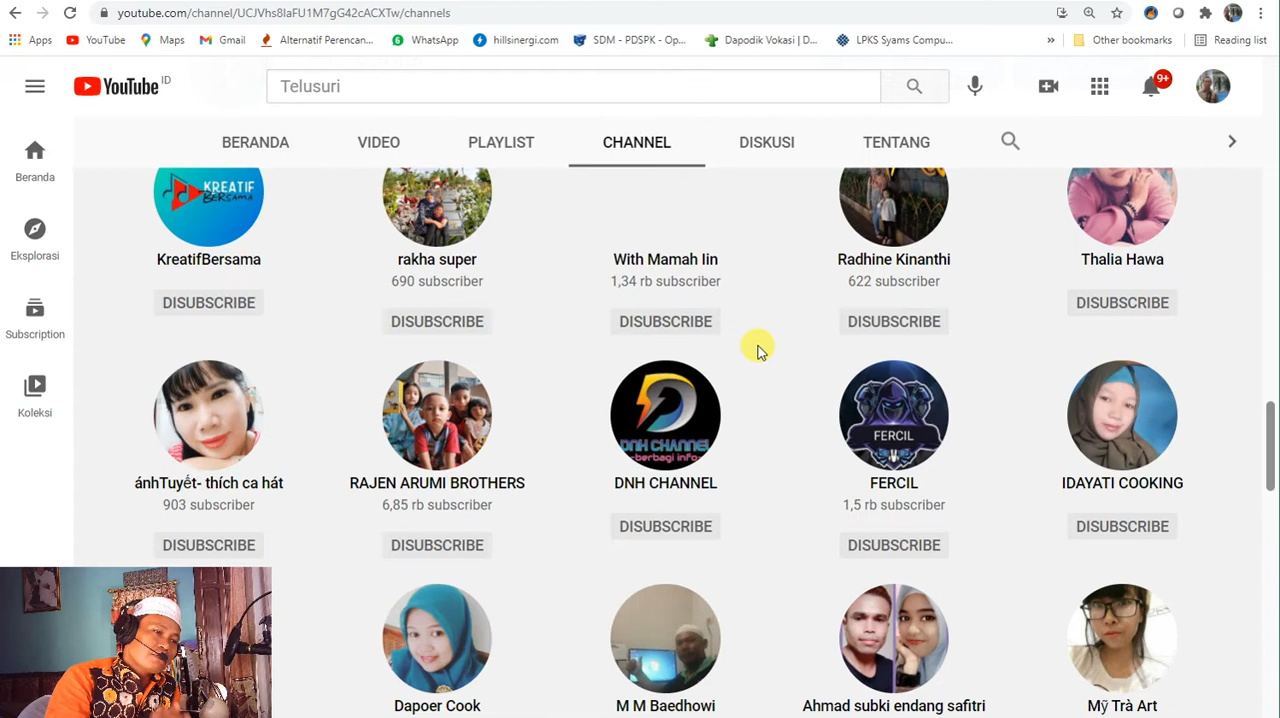 youtube.com/channel/UCJVhs8laFU1M7gG42cACXTw/channels
Apps YouTube Maps Gmail Alternatif Perencan... WhatsApp hillsinergi.com SDM - PDSPK - Op... Dapodik Vokasi | D... LPKS Syams Compu... » Other bookmarks Reading list
YouTube ID Telusuri 9+
BERANDA VIDEO PLAYLIST CHANNEL DISKUSI TENTANG
Beranda
Eksplorasi
Subscription
Koleksi
KREATIF
BERSAMA
KreatifBersama rakha super With Mamah Iin Radhine Kinanthi Thalia Hawa
690 subscriber 1,34 rb subscriber 622 subscriber
DISUBSCRIBE DISUBSCRIBE DISUBSCRIBE DISUBSCRIBE DISUBSCRIBE
DNH CHANNEL
-berbagi info-
FERCIL
ánhTuyết- thích ca hát RAJEN ARUMI BROTHERS DNH CHANNEL FERCIL IDAYATI COOKING
903 subscriber 6,85 rb subscriber 1,5 rb subscriber
DISUBSCRIBE DISUBSCRIBE DISUBSCRIBE DISUBSCRIBE DISUBSCRIBE
Dapoer Cook M M Baedhowi Ahmad subki endang safitri Mỹ Trà Art